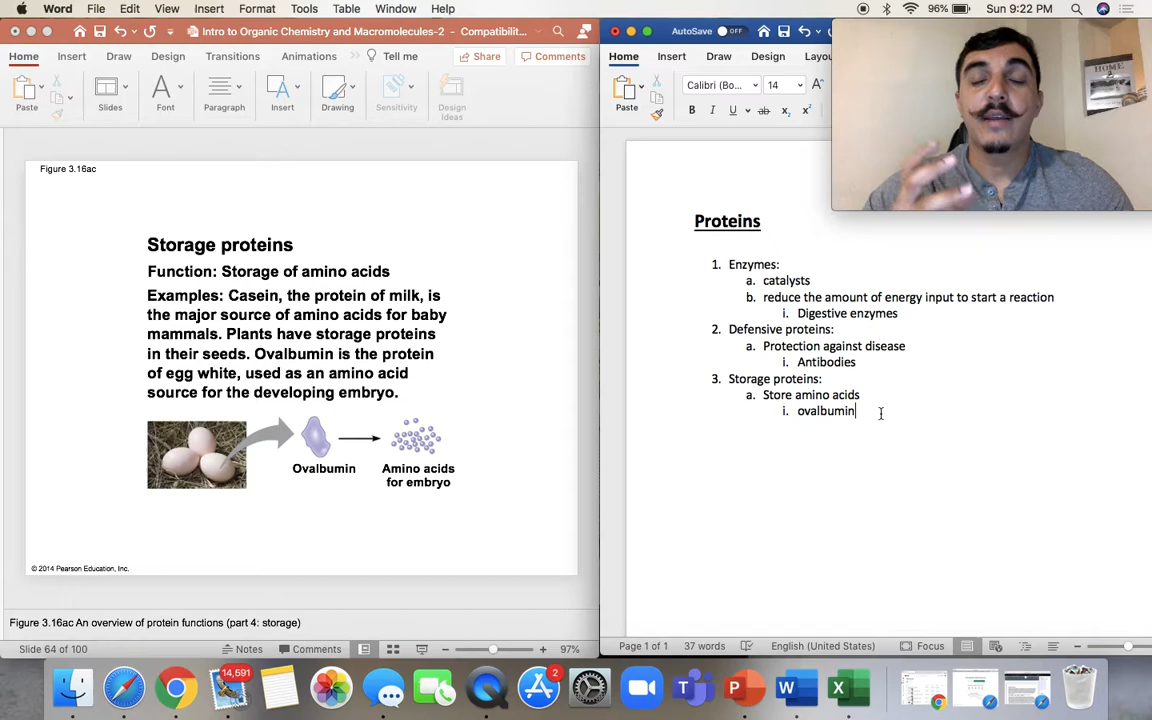 Word File Edit View Insert Format Tools Table Window Help
96% Sun 9:22 PM
Intro to Organic Chemistry and Macromolecules-2 - Compatibilit...
AutoSave OFF
Home Insert Draw Design Transitions Animations >> Tell me
Share Comments
Home Insert Draw Design Layou
Paste Slides Font Paragraph Insert Drawing Sensitivity Design
Ideas
Paste Calibri (Bo... 14
B I U ab x2 x2
HOME
Figure 3.16ac
Storage proteins
Function: Storage of amino acids
Examples: Casein, the protein of milk, is
the major source of amino acids for baby
mammals. Plants have storage proteins
in their seeds. Ovalbumin is the protein
of egg white, used as an amino acid
source for the developing embryo.
Ovalbumin
Amino acids
for embryo
© 2014 Pearson Education, Inc.
Figure 3.16ac An overview of protein functions (part 4: storage)
Slide 64 of 100 Notes Comments 97%
Proteins
1. Enzymes:
a. catalysts
b. reduce the amount of energy input to start a reaction
i. Digestive enzymes
2. Defensive proteins:
a. Protection against disease
i. Antibodies
3. Storage proteins:
a. Store amino acids
i. ovalbumin
Page 1 of 1 37 words English (United States) Focus
14,691
2